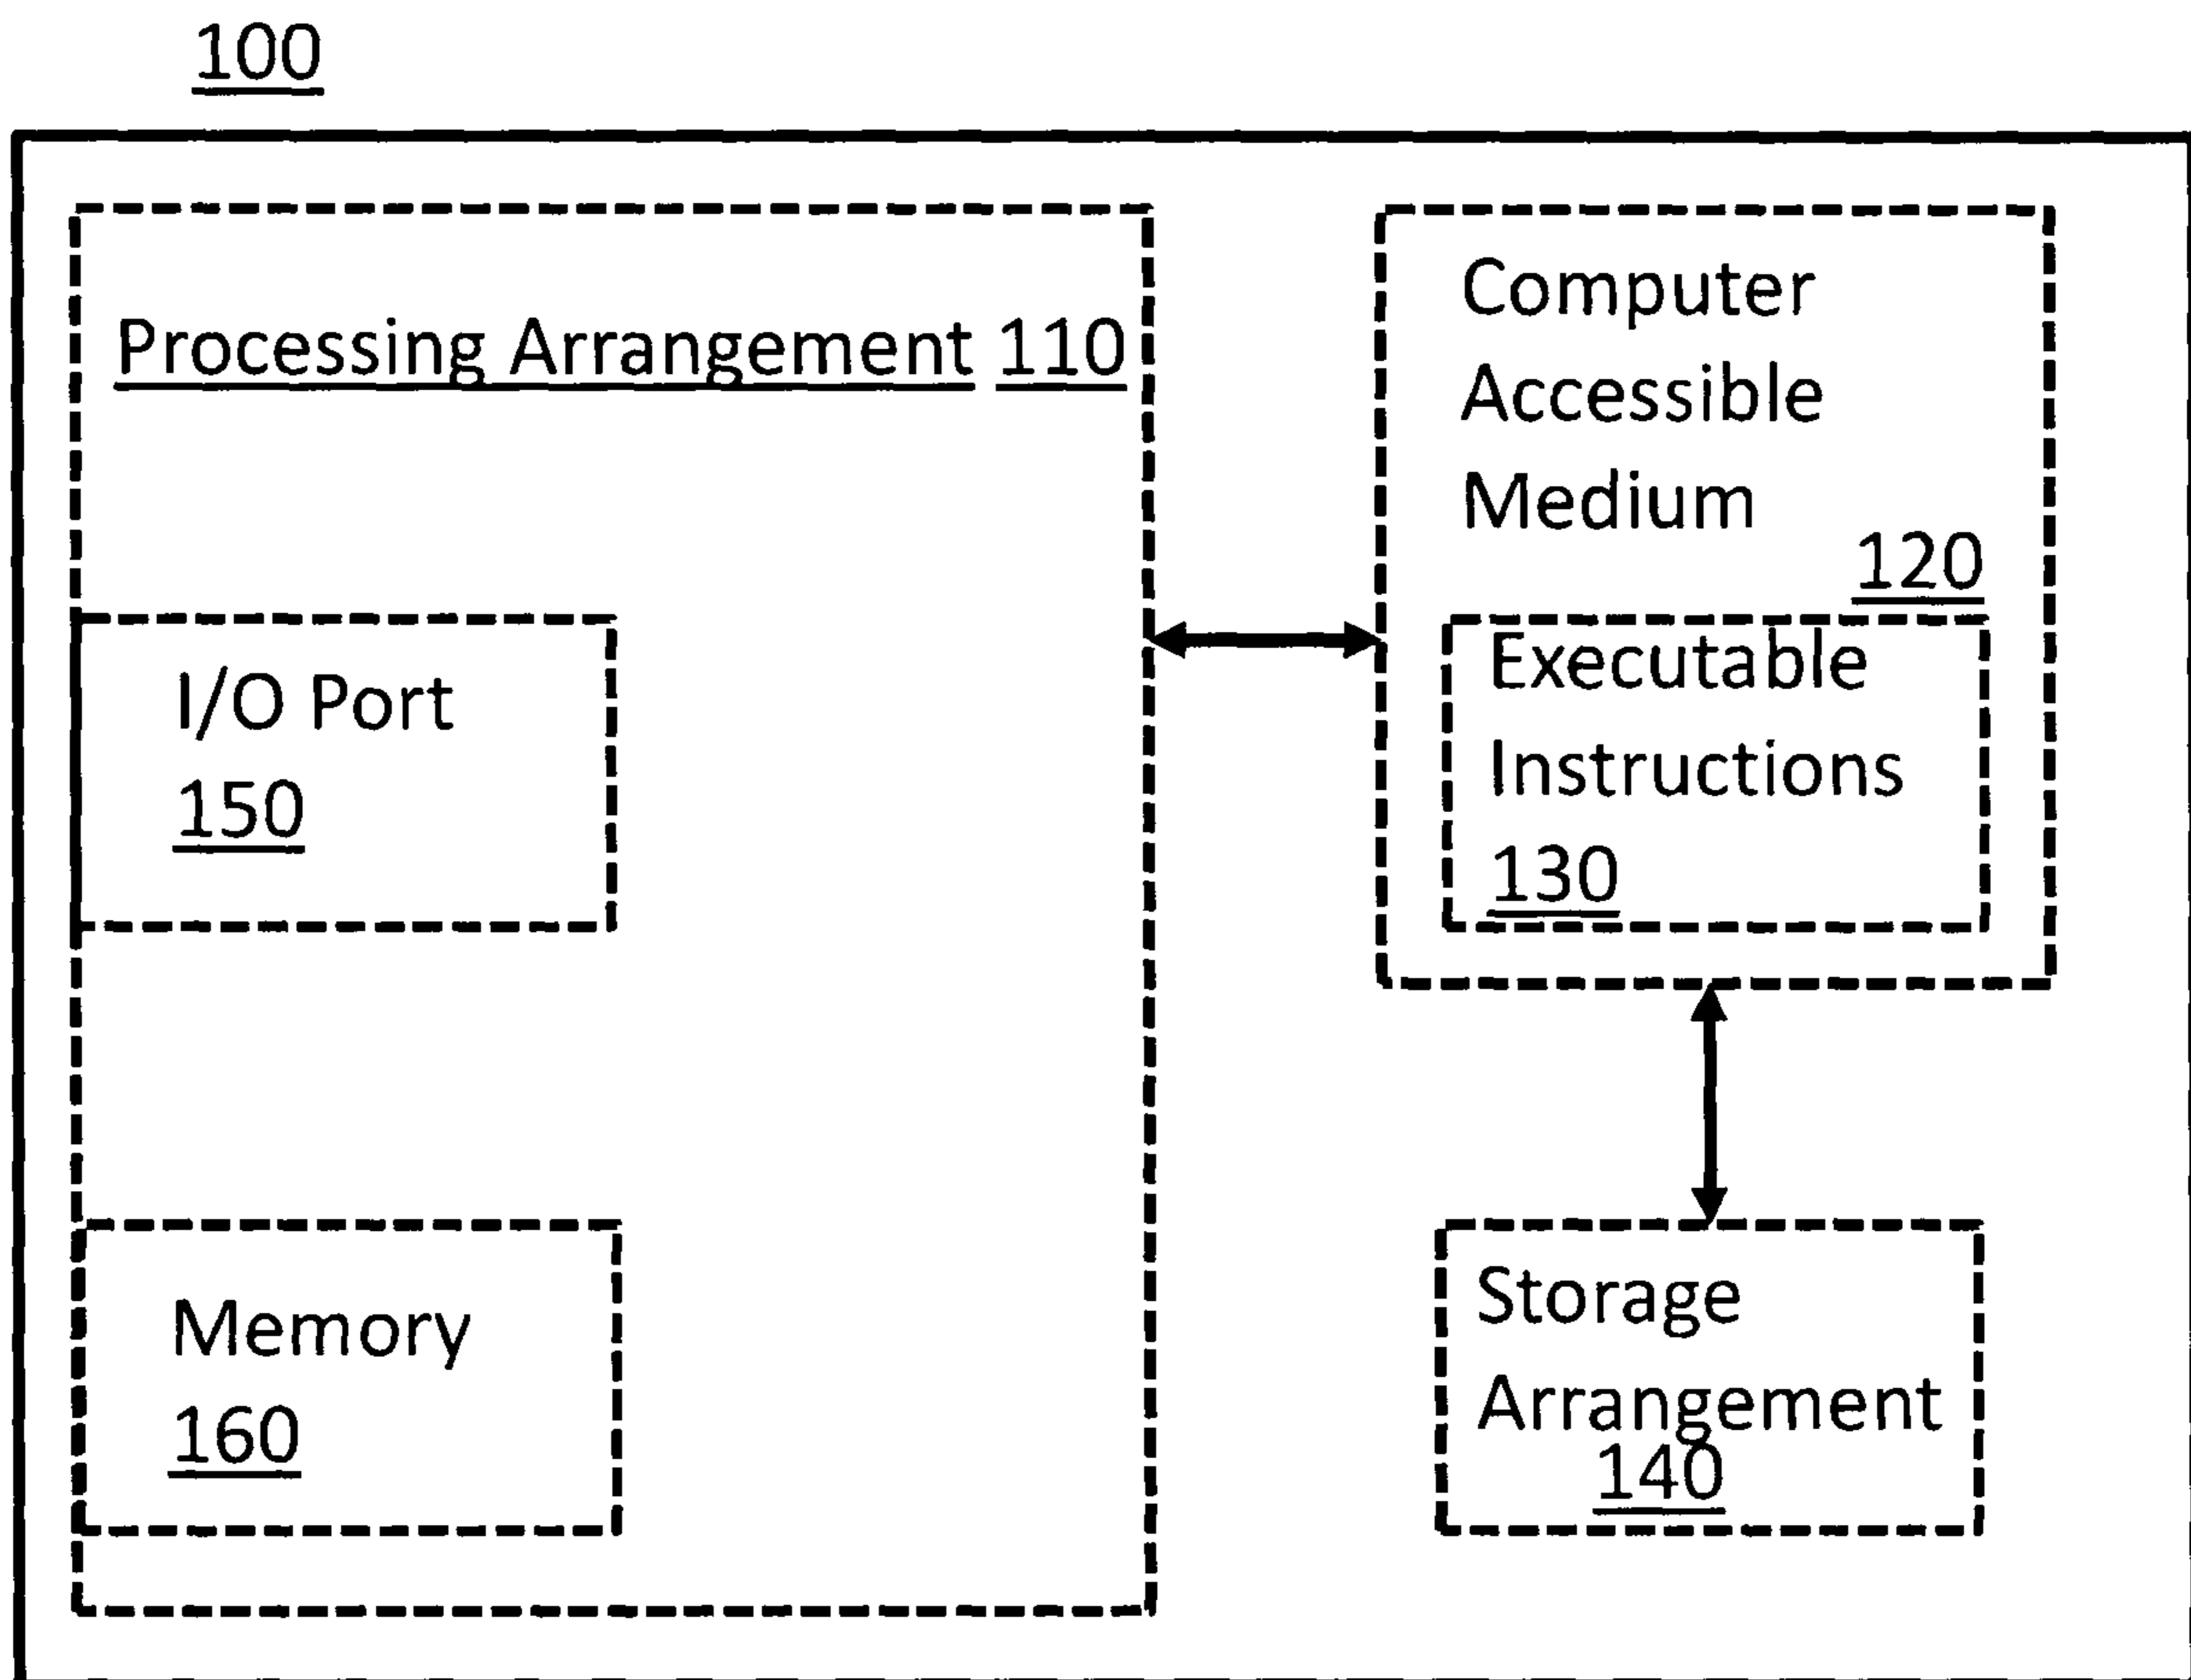 100
Processing Arrangement 110
I/O Port
150
Memory
160
Computer
Accessible
Medium
120
Executable
Instructions
130
Storage
Arrangement
140